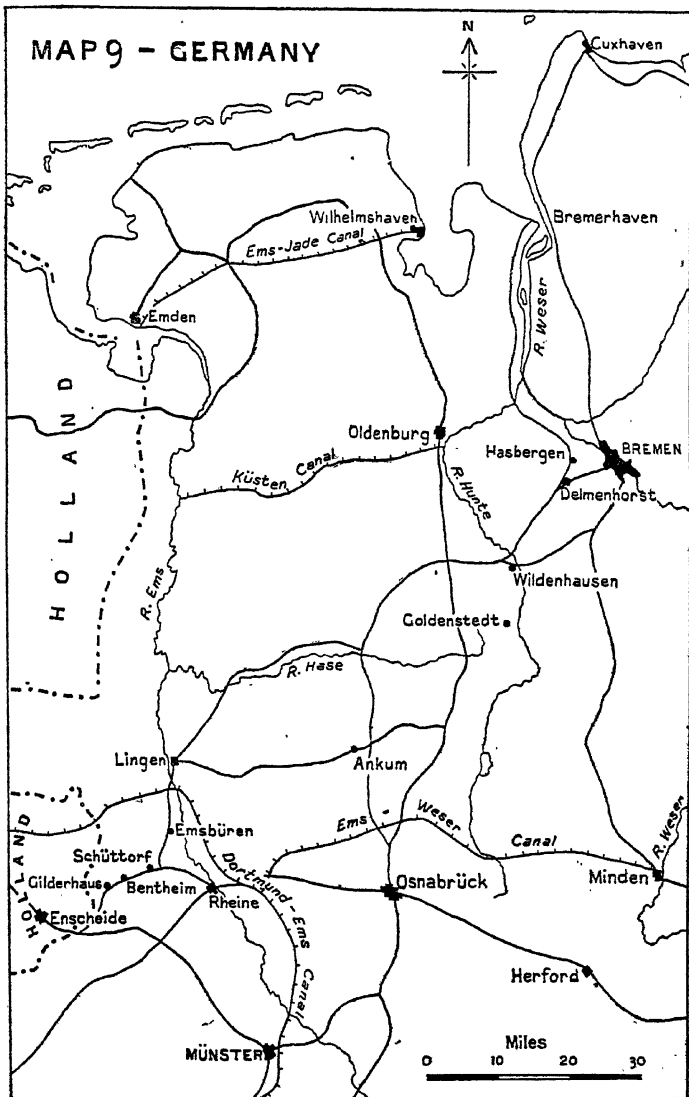 MAP 9 - GERMANY
N
Cuxhaven
Bremerhaven
Wilhelmshaven
Ems-Jade Canal
R. Weser
Emden
HOLLAND
Oldenburg
Hasbergen
BREMEN
Küsten Canal
R. Hunte
Delmenhorst
R. Ems
Wildenhausen
Goldenstedt
R. Hase
Lingen
Ankum
Ems Weser Canal
R. Weser
HOLLAND
Emsbüren
Schüttorf
Gilderhaus
Bentheim
Rheine
Dortmund-Ems Canal
Osnabrück
Minden
Enscheide
Herford
MÜNSTER
Miles
0 10 20 30